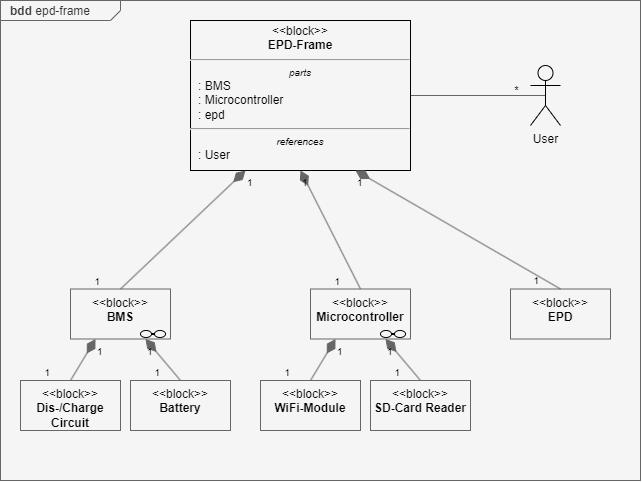 bdd epd-frame
<<block>>
EPD-Frame
parts
: BMS
: Microcontroller
: epd
references
: User
*
User
1
1
1
1
1
1
<<block>>
BMS
<<block>>
Microcontroller
<<block>>
EPD
1
1
1
1
1
1
1
1
<<block>>
Dis-/Charge
Circuit
<<block>>
Battery
<<block>>
WiFi-Module
<<block>>
SD-Card Reader